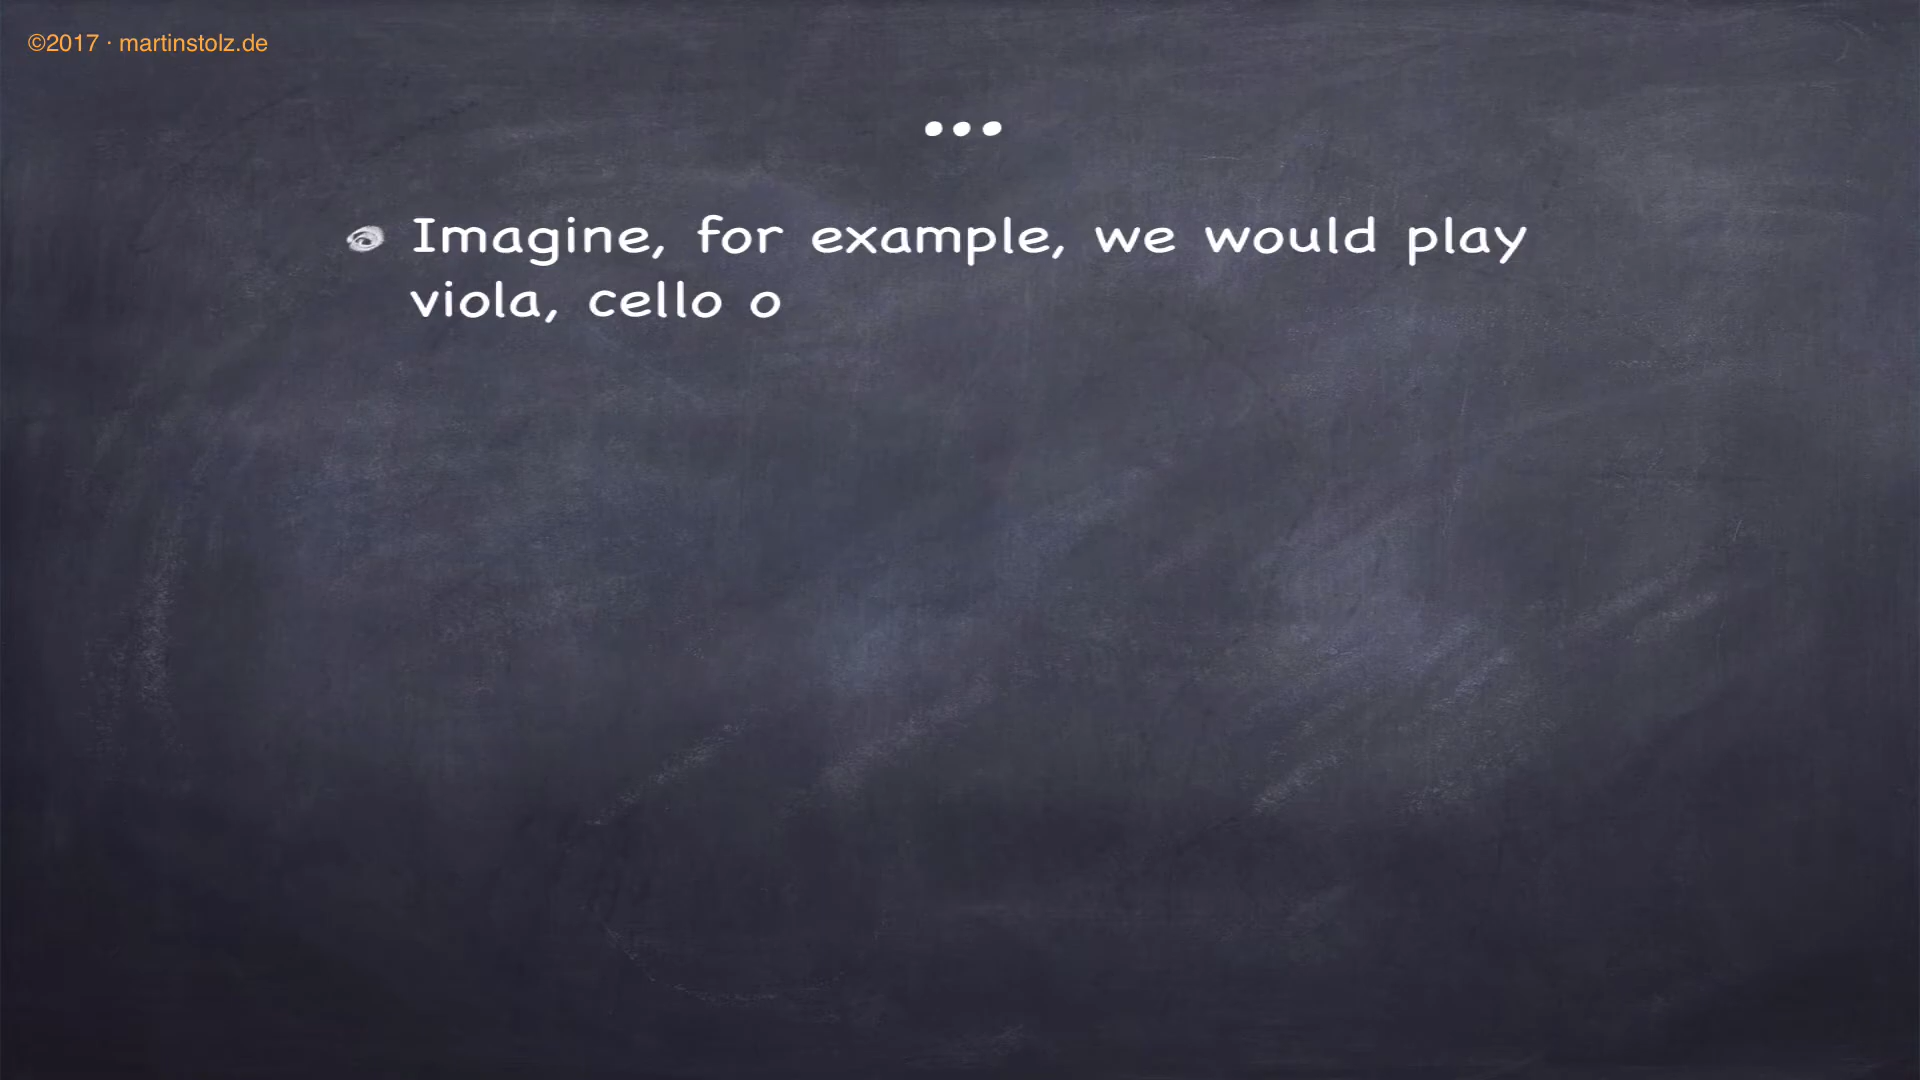 ©2017 · martinstolz.de
...
Imagine, for example, we would play
viola, cello o